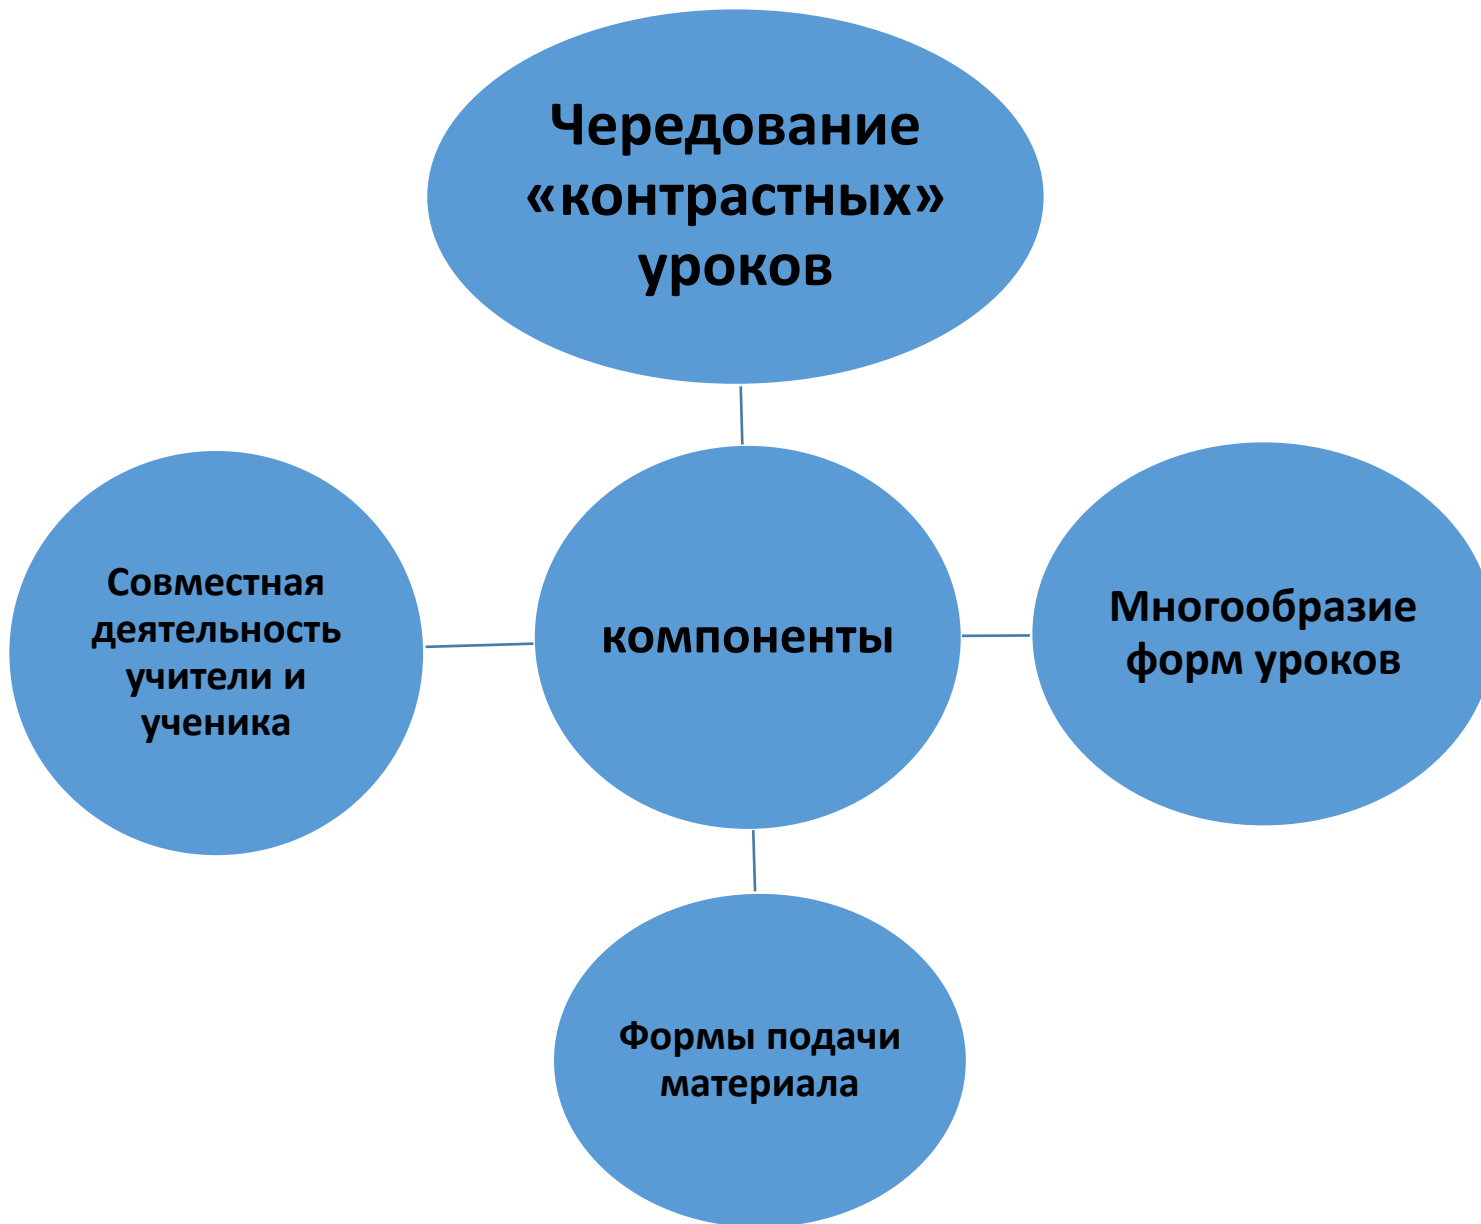 Чередование
«контрастных»
уроков
Совместная
деятельность
учители и
ученика
компоненты
Многообразие
форм уроков
Формы подачи
материала